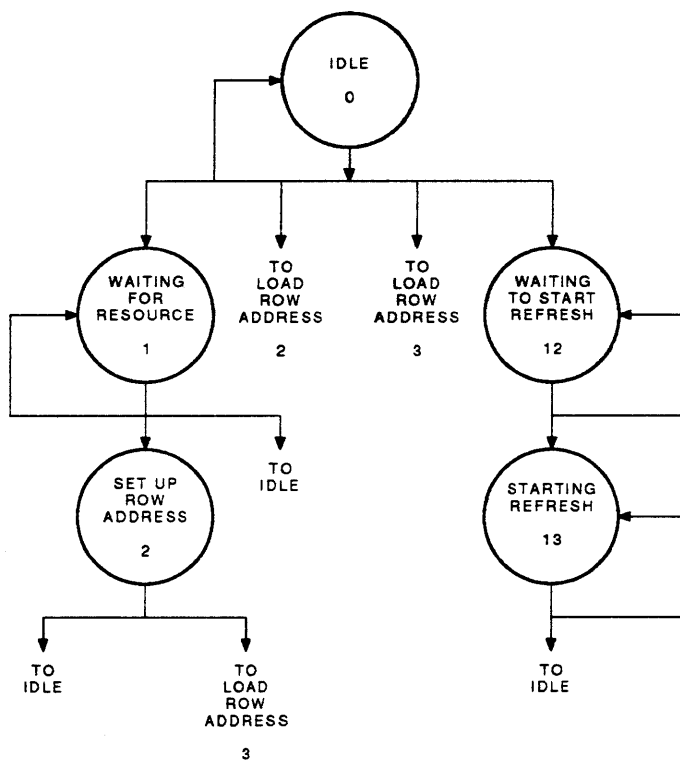 IDLE
0
WAITING
FOR
RESOURCE
1
TO
LOAD
ROW
ADDRESS
2
TO
LOAD
ROW
ADDRESS
3
WAITING
TO START
REFRESH
12
SET UP
ROW
ADDRESS
2
TO
IDLE
STARTING
REFRESH
13
TO
IDLE
TO
LOAD
ROW
ADDRESS
3
TO
IDLE